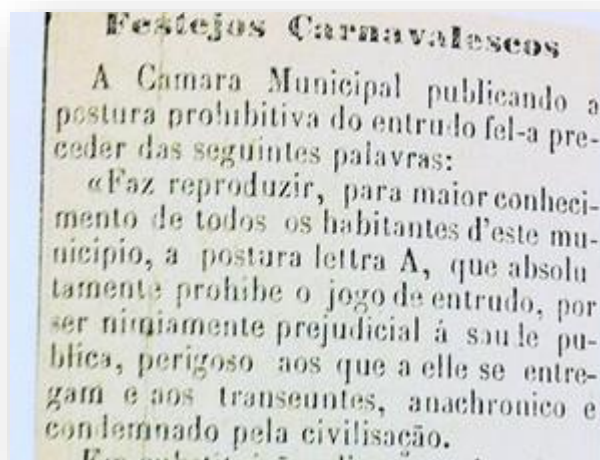 Festejos Carnavalescos
A Camara Municipal publicando a
postura prohibitiva do entrudo fel-a pre-
ceder das seguintes palavras:
«Faz reproduzir, para maior conheci-
mento de todos os habitantes d'este mu-
nicipio, a postura lettra A, que absolu
tamente prohibe o jogo de entrudo, por
ser nimiamente prejudicial á saude pu-
blica, perigoso aos que a elle se entre-
gam e aos transeuntes, anachronico e
condemnado pela civilisação.
Em